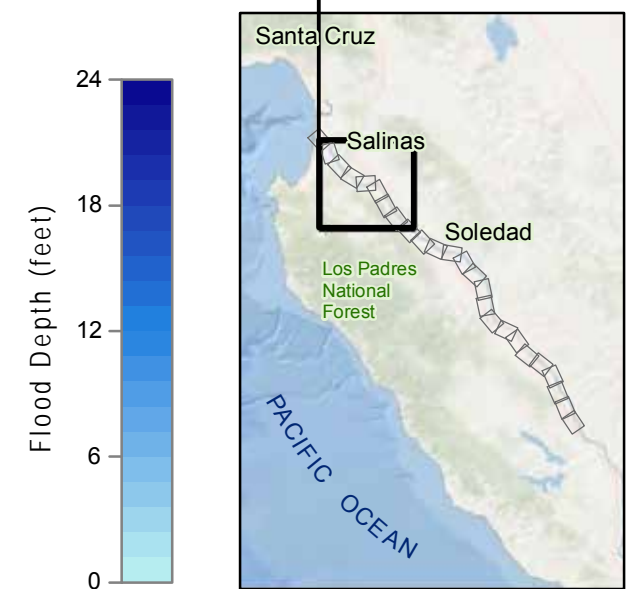 24
18
12
6
0
Flood Depth (feet)
Santa Cruz
Salinas
Soledad
Los Padres
National
Forest
PACIFIC OCEAN